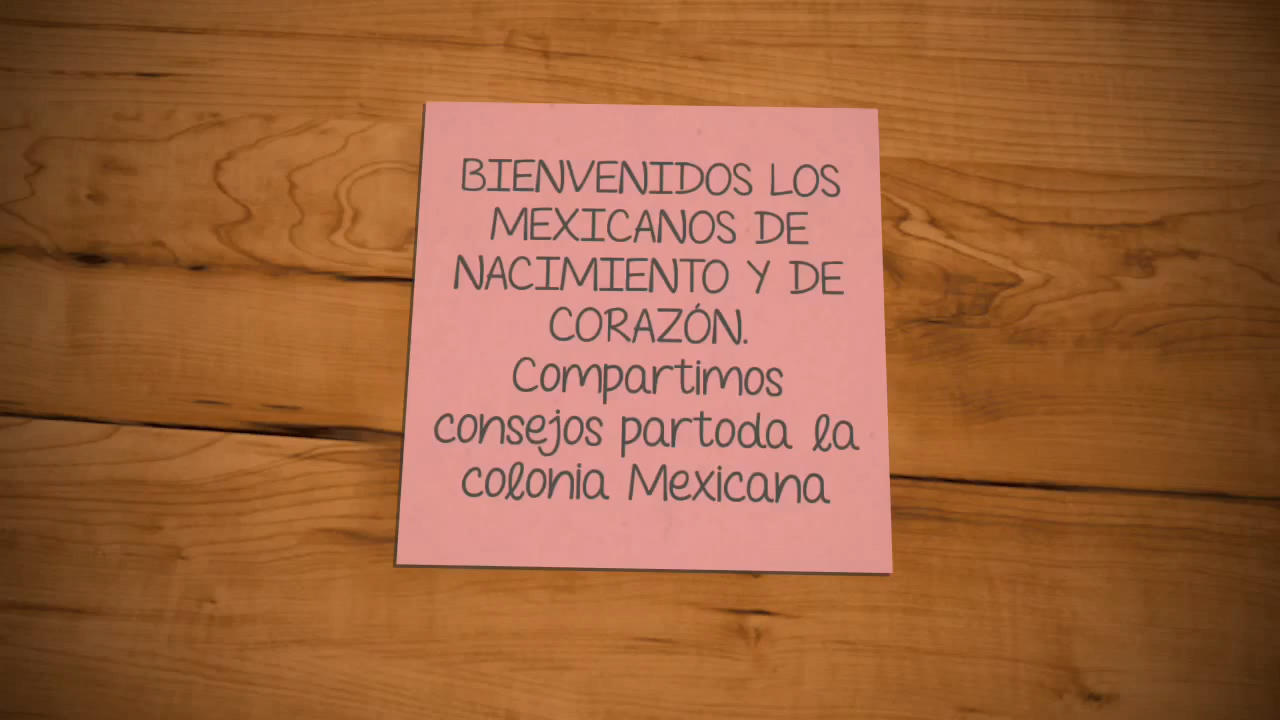 BIENVENIDOS LOS
MEXICANOS DE
NACIMIENTO Y DE
CORAZÓN.
Compartimos
consejos partoda la
colonia Mexicana